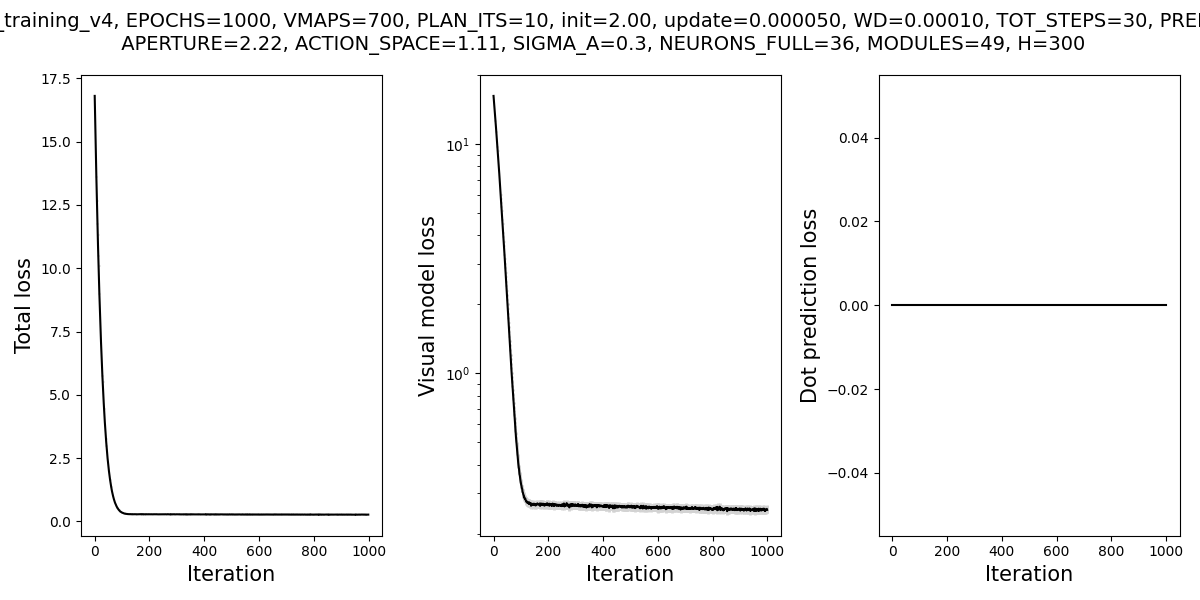 _training_v4, EPOCHS=1000, VMAPS=700, PLAN_ITS=10, init=2.00, update=0.000050, WD=0.00010, TOT_STEPS=30,
APERTURE=2.22, ACTION_SPACE=1.11, SIGMA_A=0.3, NEURONS_FULL=36, MODULES=49, H=300
Total loss
17.5
15.0
12.5
10.0
7.5
5.0
2.5
0.0
0 200 400 600 800 1000
Iteration
Visual model loss
10¹
10⁰
0 200 400 600 800 1000
Iteration
Dot prediction loss
0.04
0.02
0.00
−0.02
−0.04
0 200 400 600 800 1000
Iteration